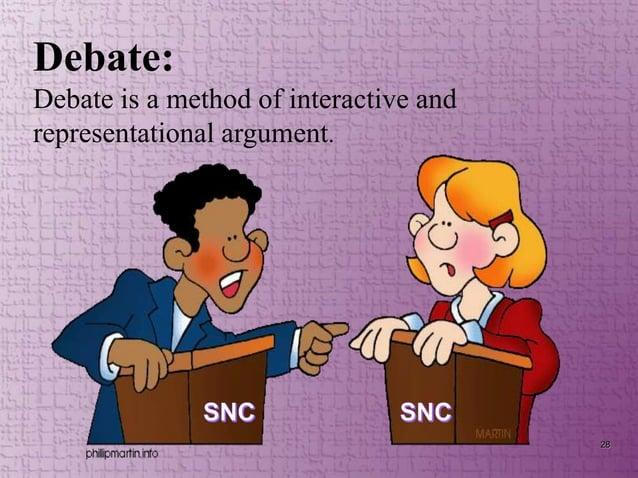 Debate:
Debate is a method of interactive and
representational argument.
SNC
SNC
MARTIN
phillipmartin.info
28